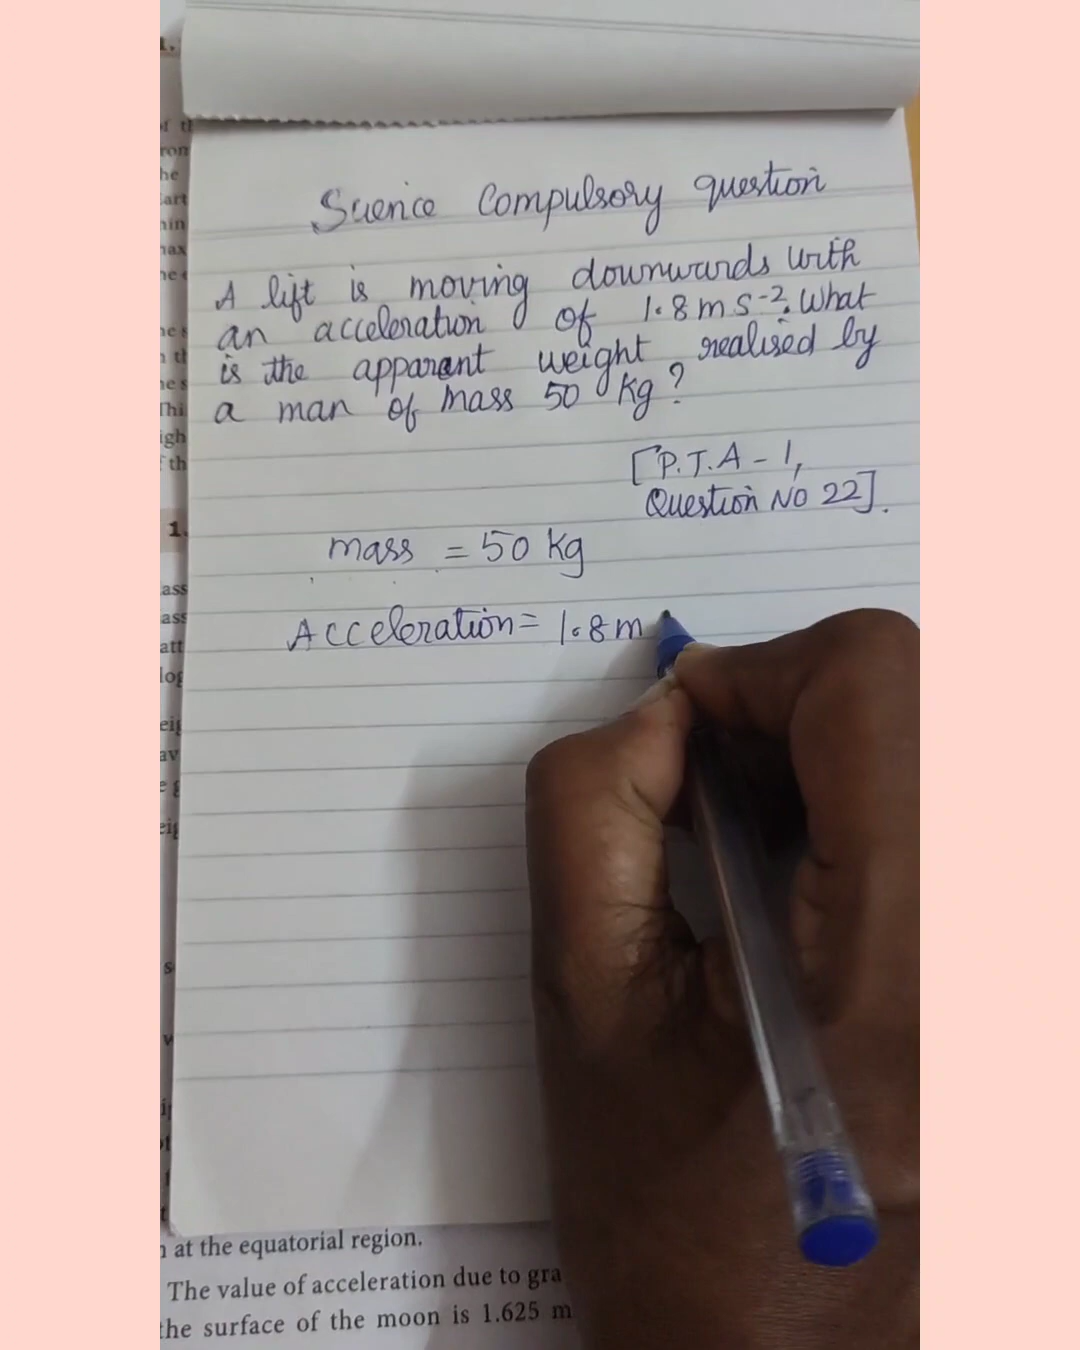 Science Compulsory question
A lift is moving downwards with
an acceleration of 1.8 m s-2. What
is the apparent weight realised by
a man of mass 50 kg?
[P.T.A - 1,
Question No 22].
mass = 50 kg
Acceleration = 1.8 m
1.
at the equatorial region.
The value of acceleration due to gra
the surface of the moon is 1.625 m